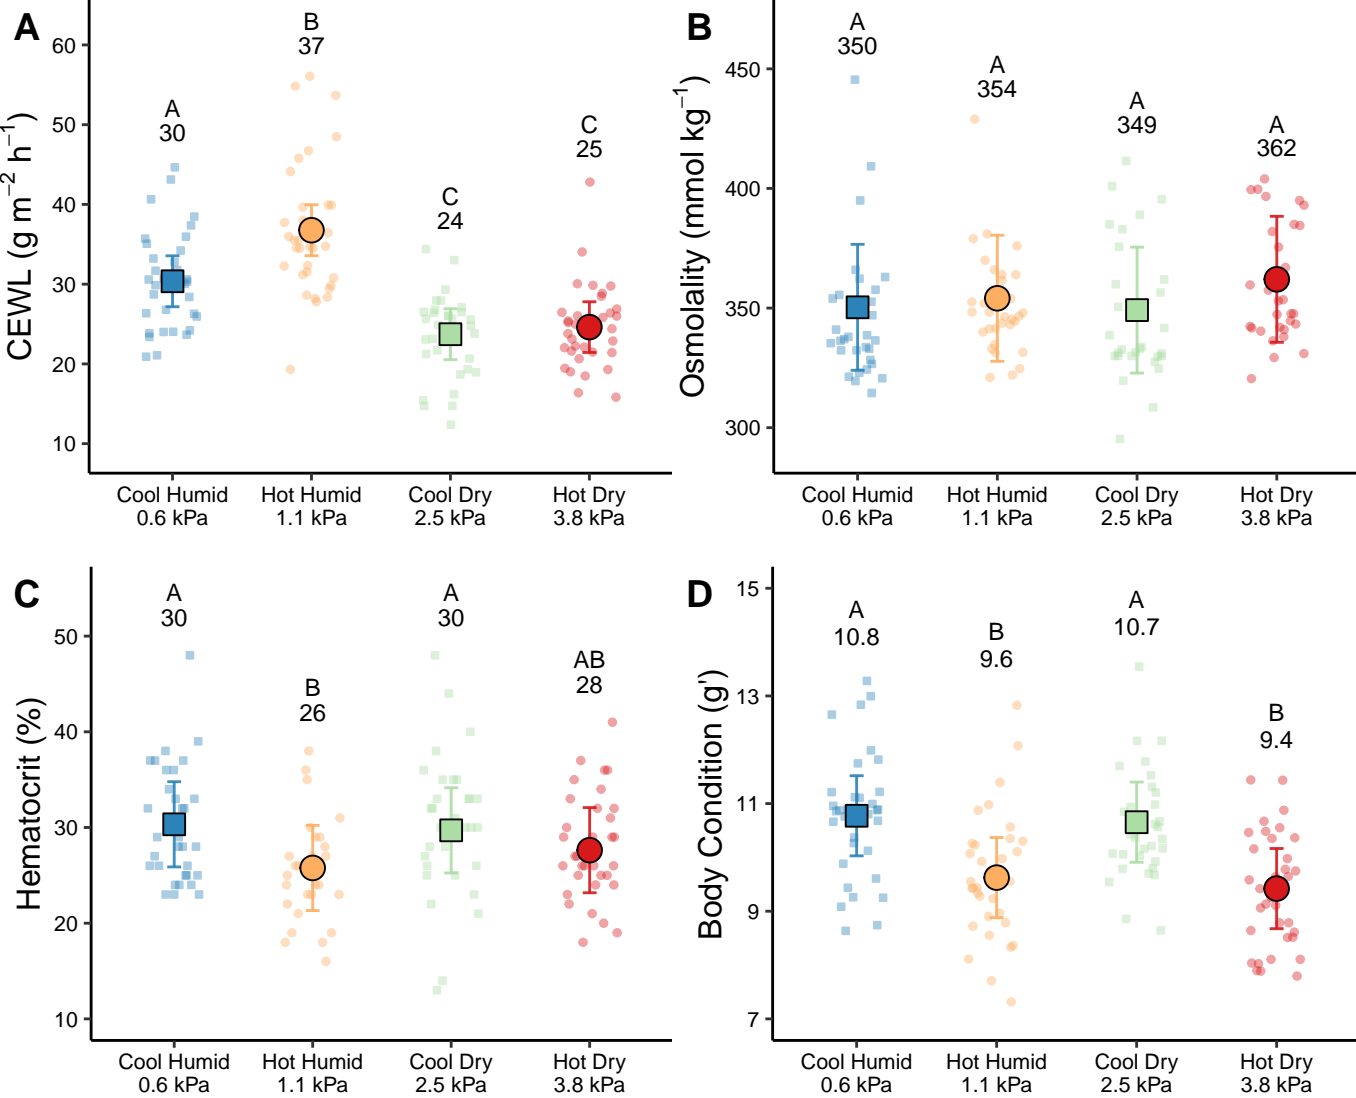 A
CEWL (g m⁻² h⁻¹)
60
50
40
30
20
10
A
30
B
37
C
24
C
25
Cool Humid
0.6 kPa
Hot Humid
1.1 kPa
Cool Dry
2.5 kPa
Hot Dry
3.8 kPa
B
Osmolality (mmol kg⁻¹)
450
400
350
300
A
350
A
354
A
349
A
362
Cool Humid
0.6 kPa
Hot Humid
1.1 kPa
Cool Dry
2.5 kPa
Hot Dry
3.8 kPa
C
Hematocrit (%)
50
40
30
20
10
A
30
B
26
A
30
AB
28
Cool Humid
0.6 kPa
Hot Humid
1.1 kPa
Cool Dry
2.5 kPa
Hot Dry
3.8 kPa
D
Body Condition (g')
15
13
11
9
7
A
10.8
B
9.6
A
10.7
B
9.4
Cool Humid
0.6 kPa
Hot Humid
1.1 kPa
Cool Dry
2.5 kPa
Hot Dry
3.8 kPa